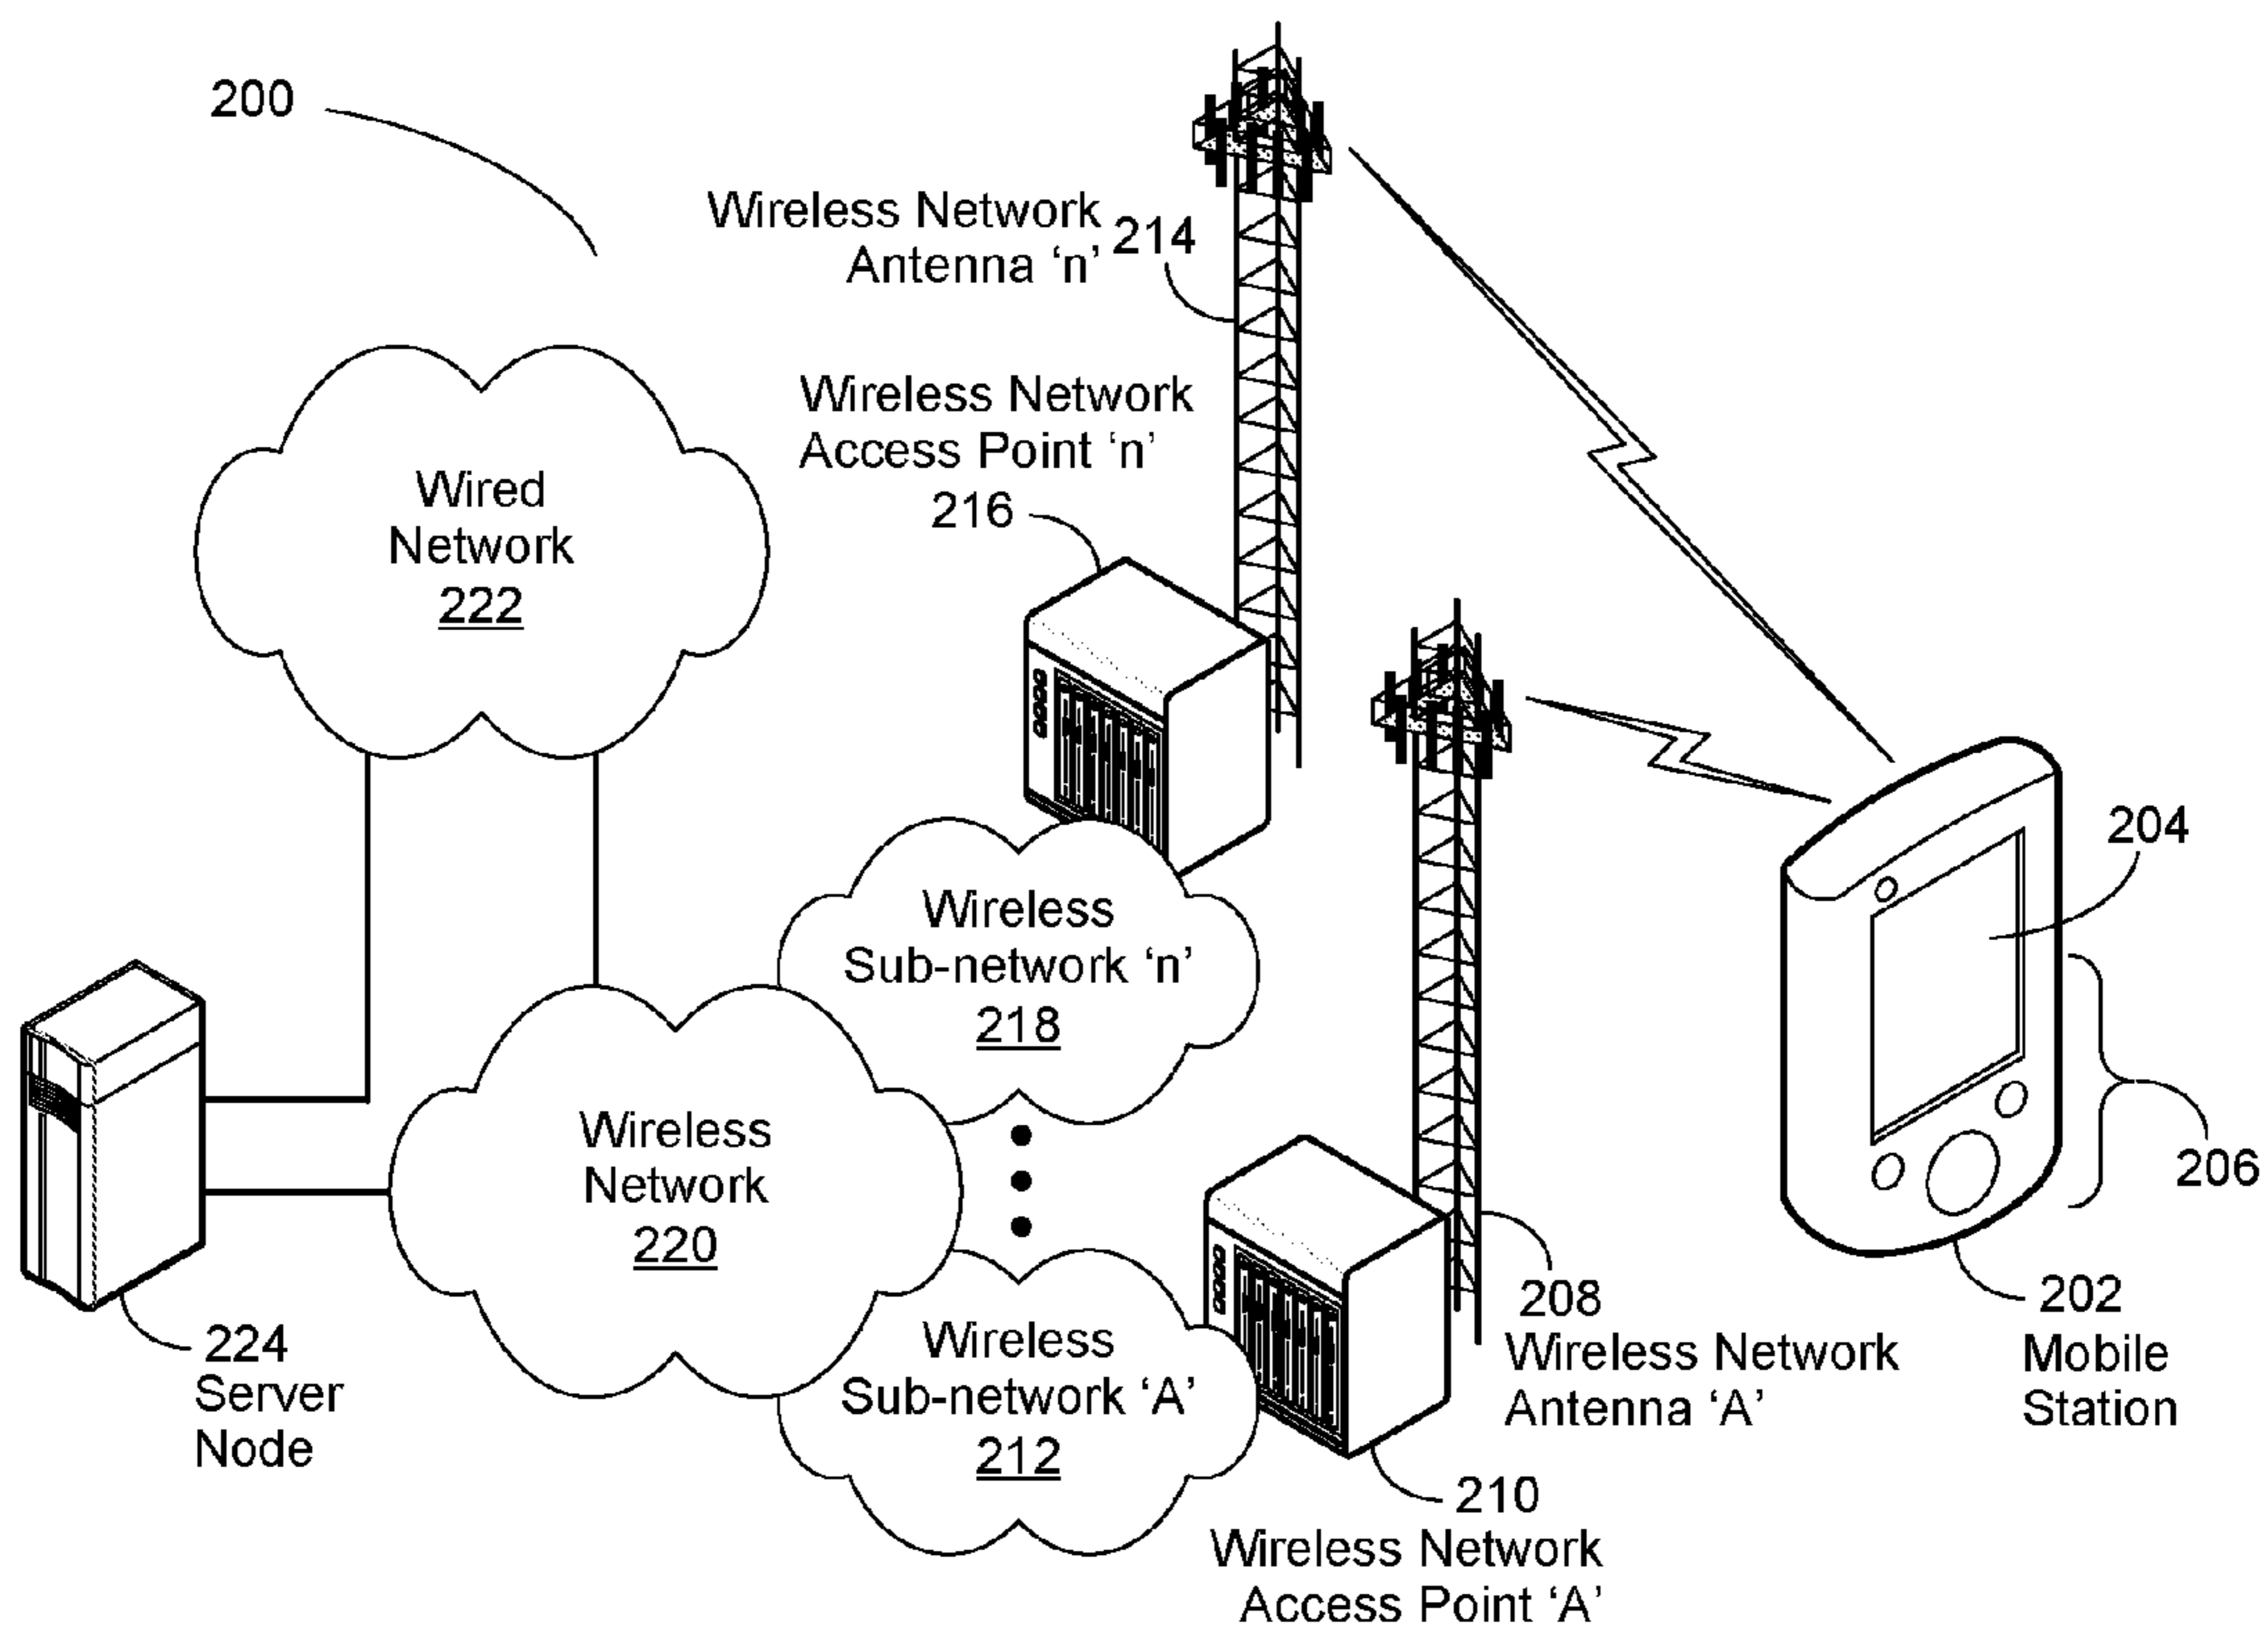 200
Wireless Network
Antenna ‘n’
214
Wireless Network
Access Point ‘n’
216
Wired
Network
222
204
Wireless
Sub-network ‘n’
218
206
Wireless
Network
220
224
Server
Node
Wireless
Sub-network ‘A’
212
208
Wireless Network
Antenna ‘A’
202
Mobile
Station
210
Wireless Network
Access Point ‘A’